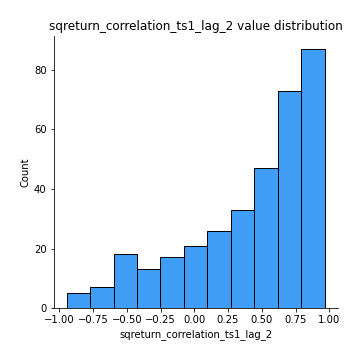 sqreturn_correlation_ts1_lag_2 value distribution
80
60
40
20
0
Count
−1.00 −0.75 −0.50 −0.25 0.00 0.25 0.50 0.75 1.00
sqreturn_correlation_ts1_lag_2